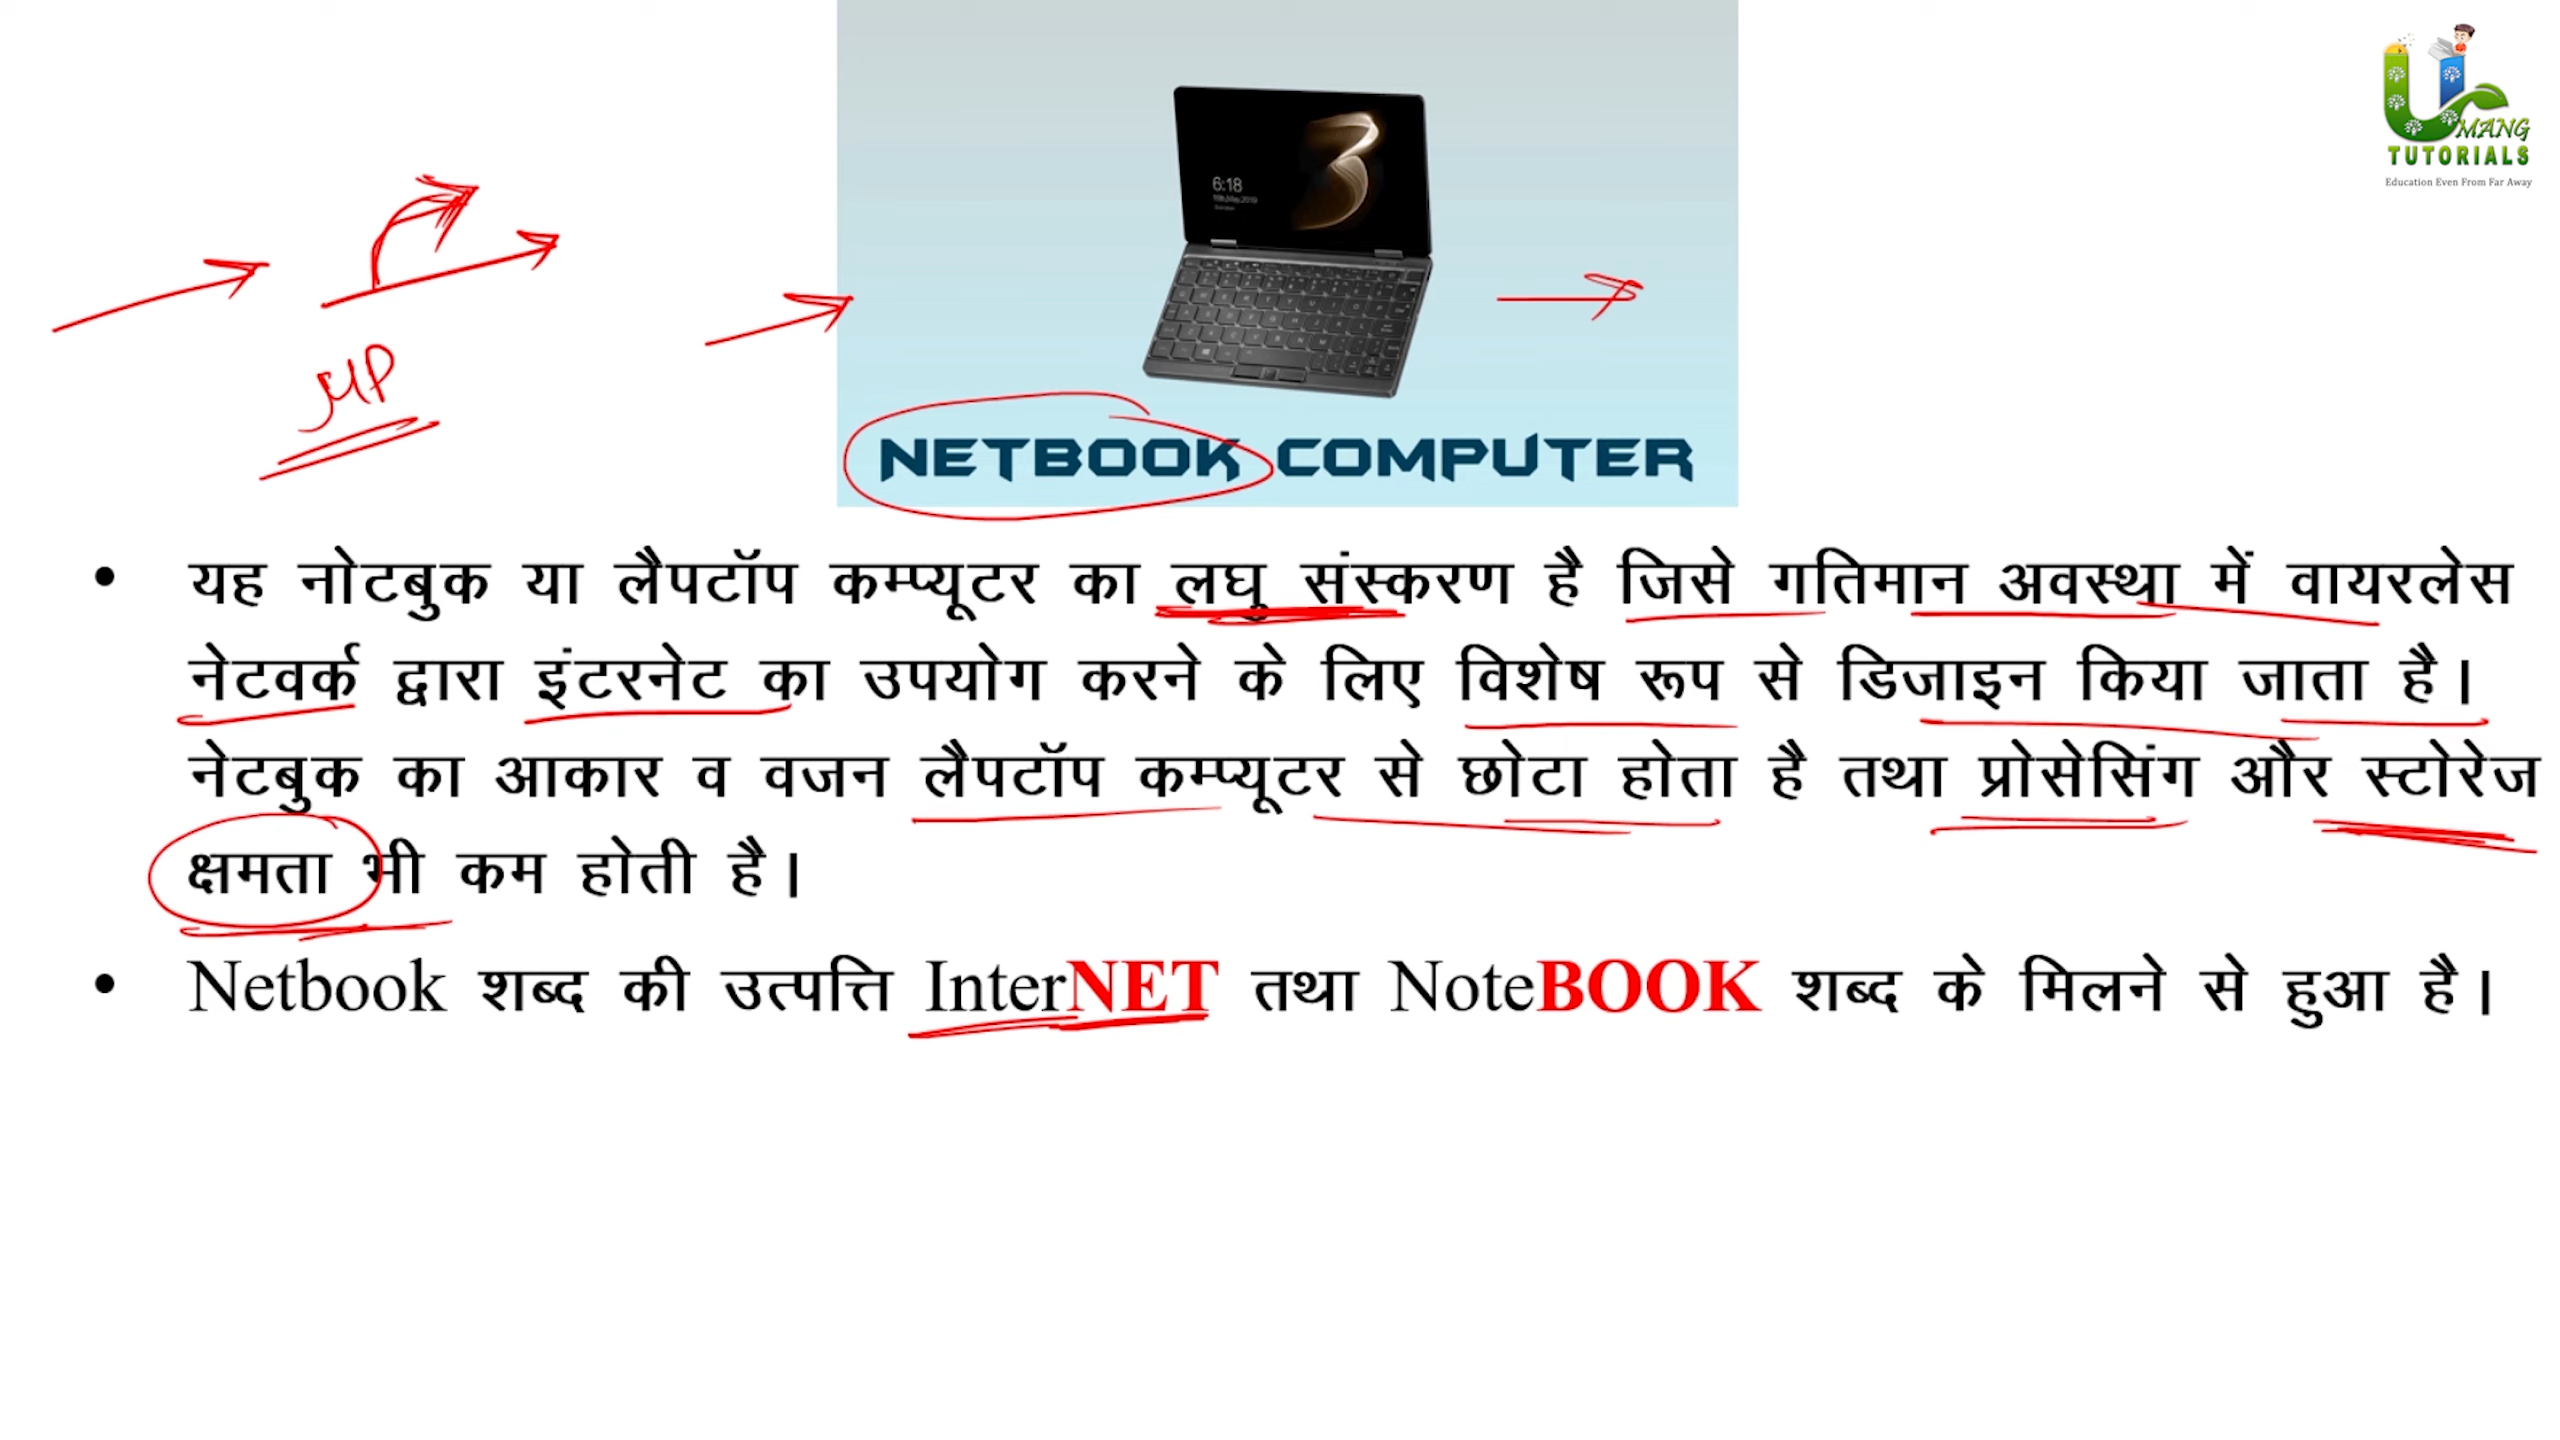 UMANG
TUTORIALS
Education Even From Far Away
6:18
μP
NETBOOK COMPUTER
• यह नोटबुक या लैपटॉप कम्प्यूटर का लघु संस्करण है जिसे गतिमान अवस्था में वायरलेस
नेटवर्क द्वारा इंटरनेट का उपयोग करने के लिए विशेष रूप से डिजाइन किया जाता है।
नेटबुक का आकार व वजन लैपटॉप कम्प्यूटर से छोटा होता है तथा प्रोसेसिंग और स्टोरेज
क्षमता भी कम होती है।
• Netbook शब्द की उत्पत्ति InterNET तथा NoteBOOK शब्द के मिलने से हुआ है।